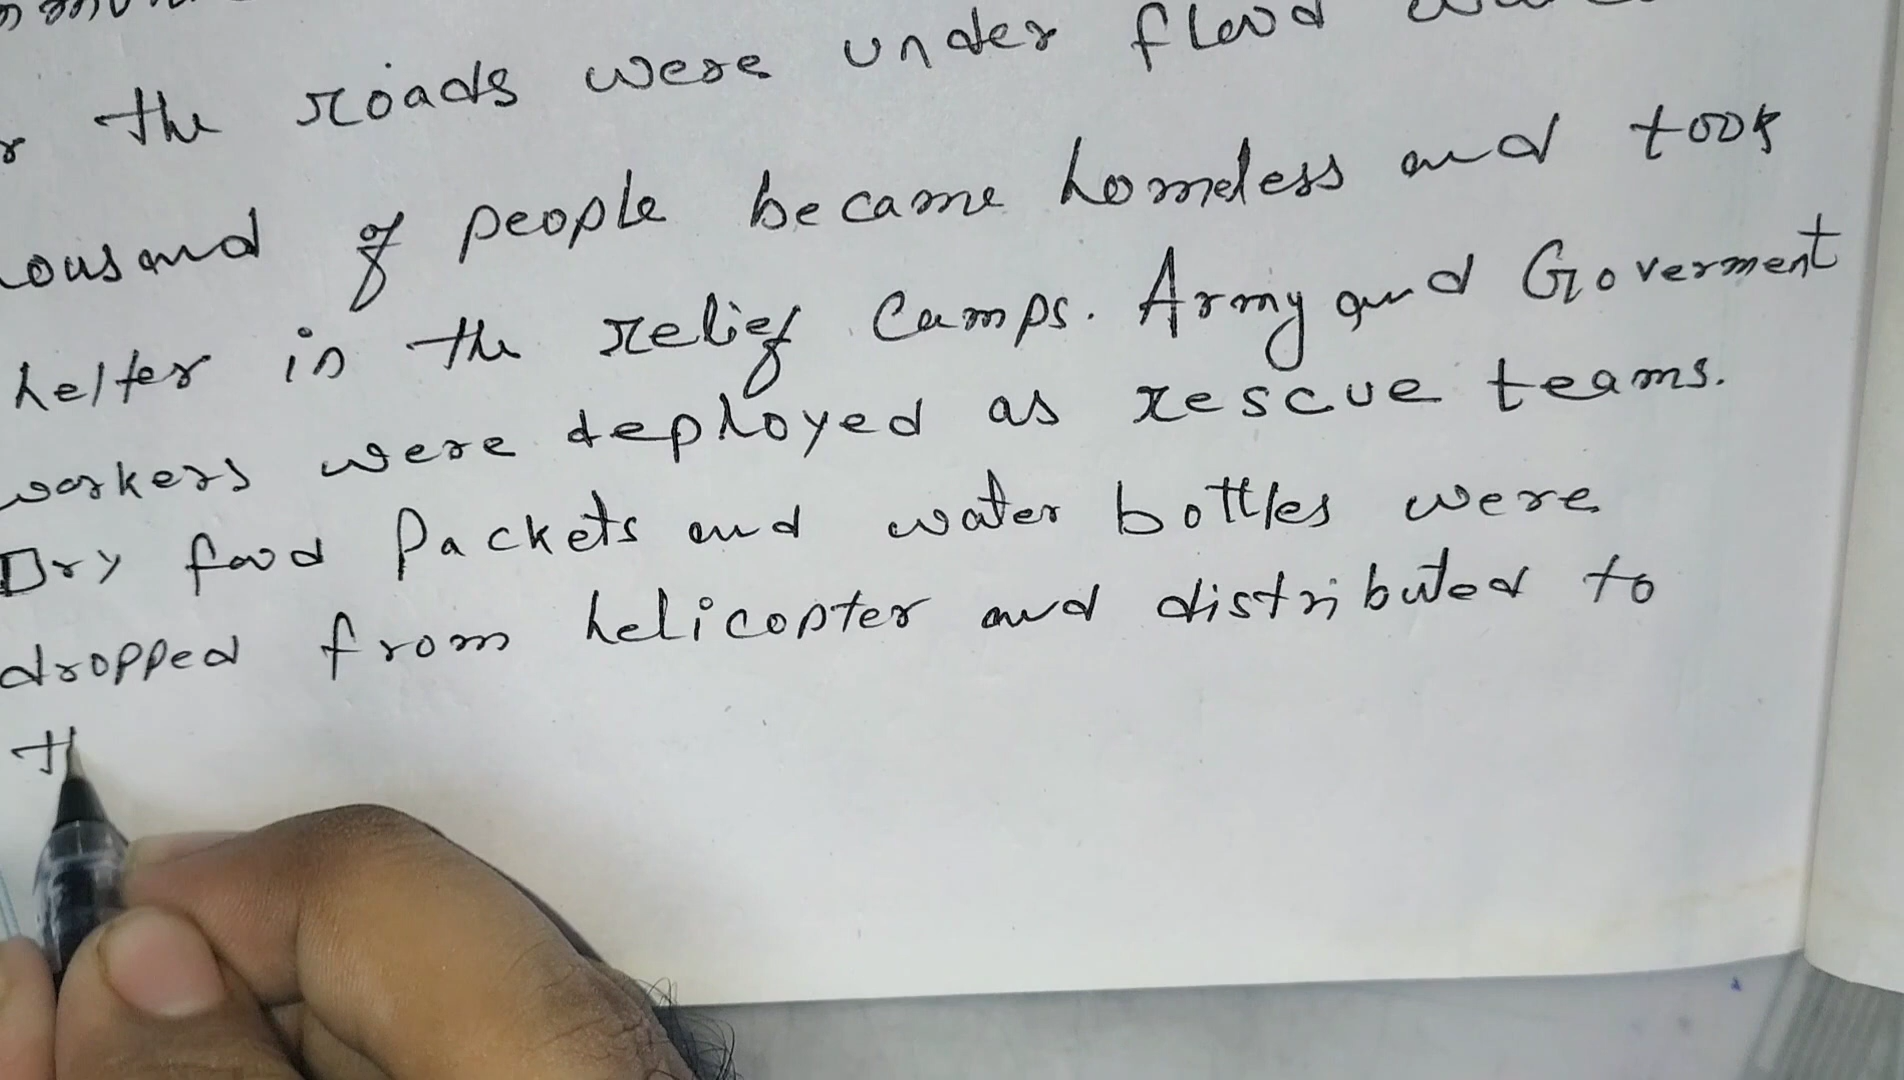 the roads were under flood
ousand of people became homeless and took
helter in the relief Camps. Army and Goverment
workers were deployed as rescue teams.
Dry food Packets and water bottles were
dropped from helicopter and distributed to
th